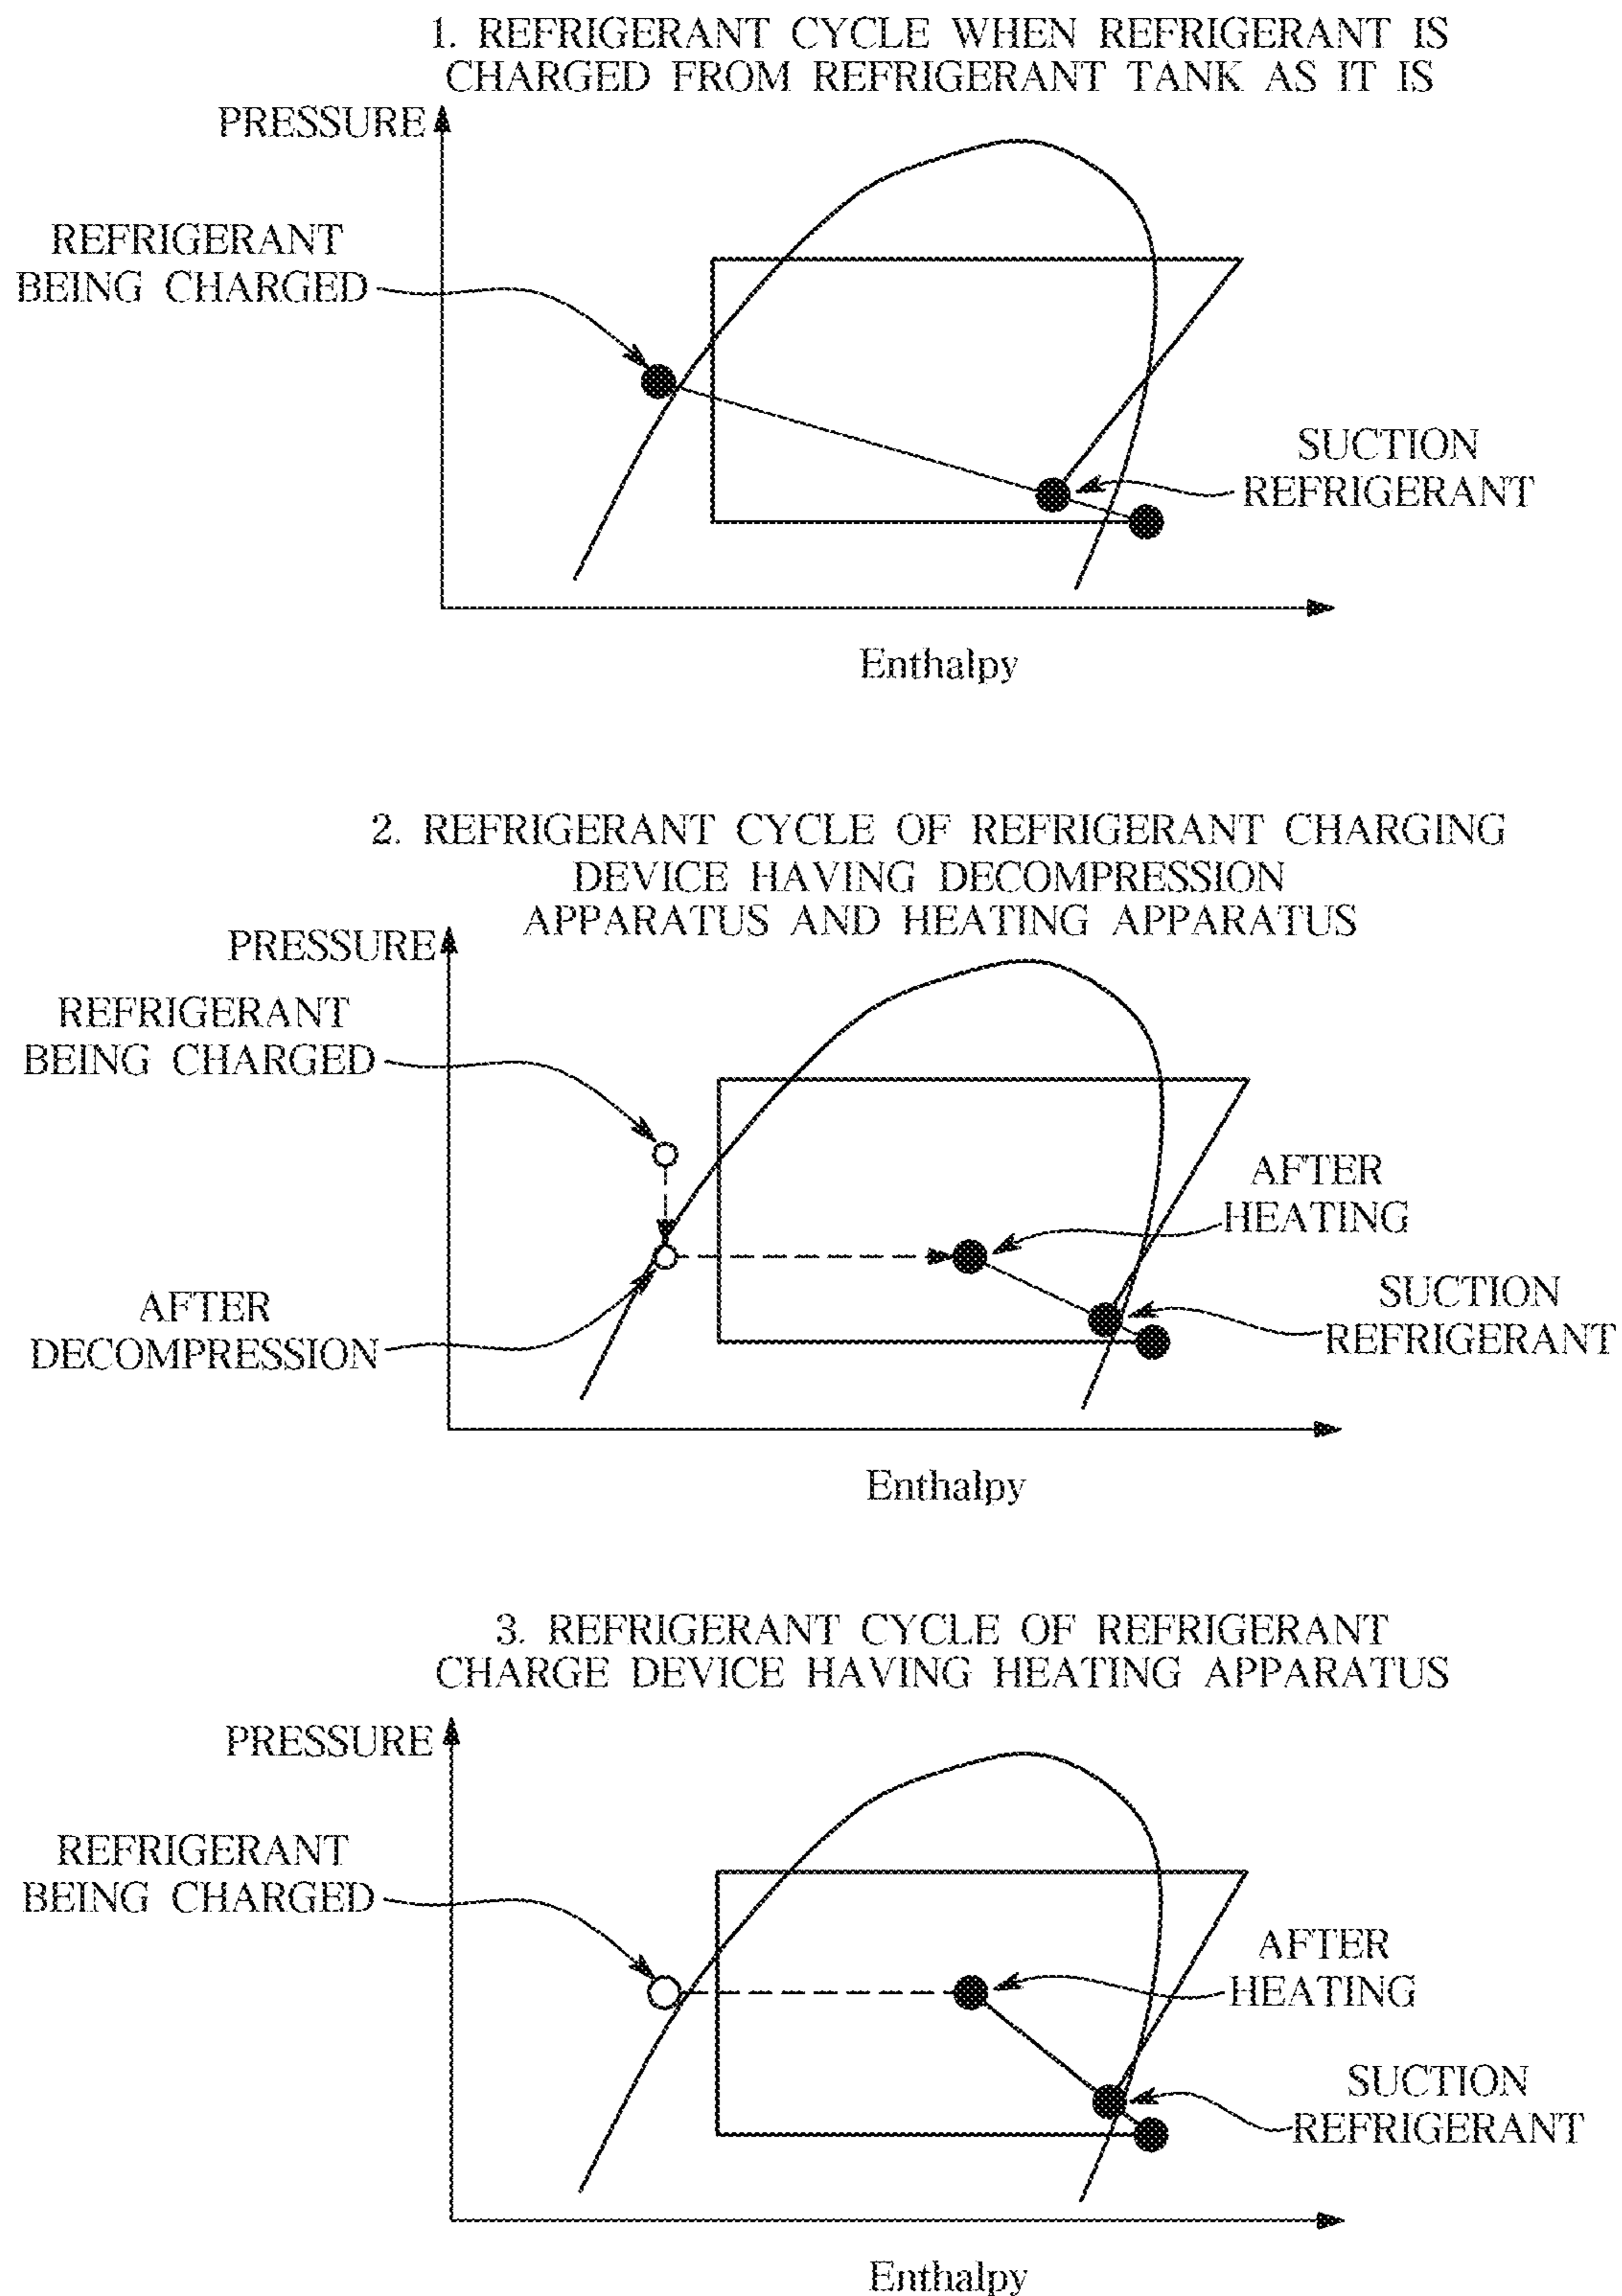 1. REFRIGERANT CYCLE WHEN REFRIGERANT IS
CHARGED FROM REFRIGERANT TANK AS IT IS
PRESSURE
REFRIGERANT
BEING CHARGED
SUCTION
REFRIGERANT
Enthalpy
2. REFRIGERANT CYCLE OF REFRIGERANT CHARGING
DEVICE HAVING DECOMPRESSION
APPARATUS AND HEATING APPARATUS
PRESSURE
REFRIGERANT
BEING CHARGED
AFTER
HEATING
AFTER
DECOMPRESSION
SUCTION
REFRIGERANT
Enthalpy
3. REFRIGERANT CYCLE OF REFRIGERANT
CHARGE DEVICE HAVING HEATING APPARATUS
PRESSURE
REFRIGERANT
BEING CHARGED
AFTER
HEATING
SUCTION
REFRIGERANT
Enthalpy